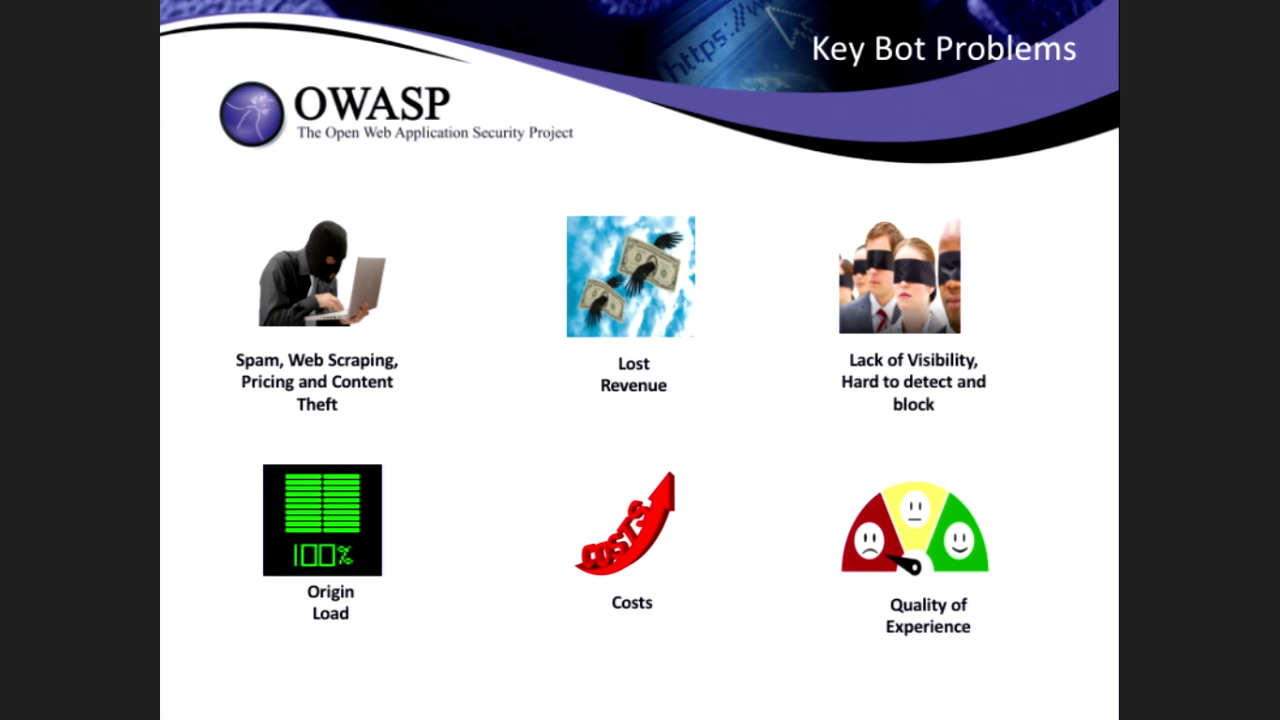 https://w
Key Bot Problems
OWASP
The Open Web Application Security Project
Spam, Web Scraping,
Pricing and Content
Theft
Lost
Revenue
Lack of Visibility,
Hard to detect and
block
100%
Origin
Load
COSTS
Costs
Quality of
Experience